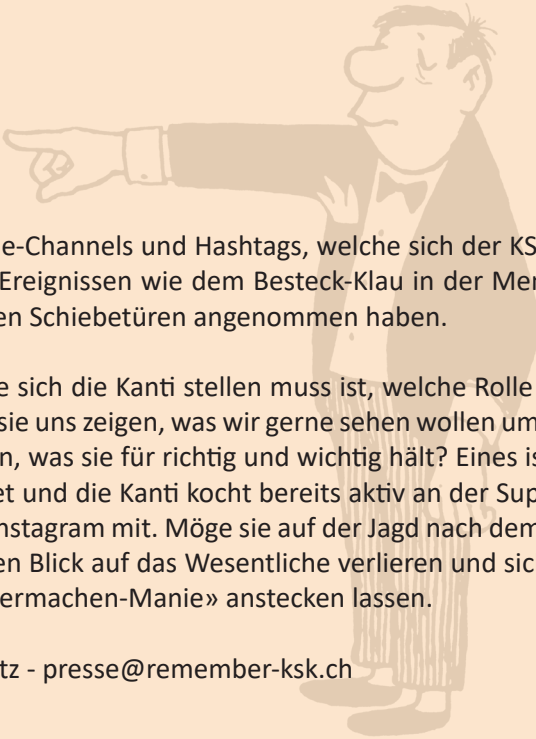 e-Channels und Hashtags, welche sich der KS
Ereignissen wie dem Besteck-Klau in der Mer
en Schiebetüren angenommen haben.
e sich die Kanti stellen muss ist, welche Rolle
sie uns zeigen, was wir gerne sehen wollen um
n, was sie für richtig und wichtig hält? Eines is
et und die Kanti kocht bereits aktiv an der Sup
nstagram mit. Möge sie auf der Jagd nach dem
en Blick auf das Wesentliche verlieren und sic
ermachen-Manie» anstecken lassen.
tz - presse@remember-ksk.ch